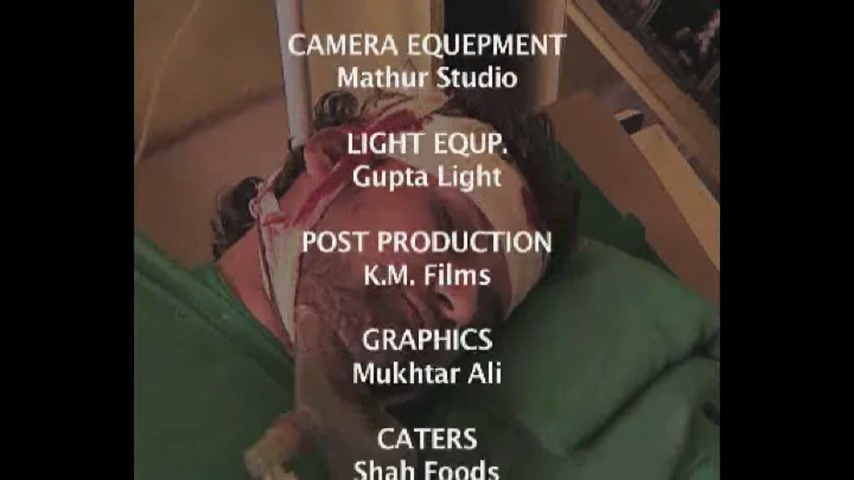 CAMERA EQUEPMENT
Mathur Studio
LIGHT EQUP.
Gupta Light
POST PRODUCTION
K.M. Films
GRAPHICS
Mukhtar Ali
CATERS
Shah Foods